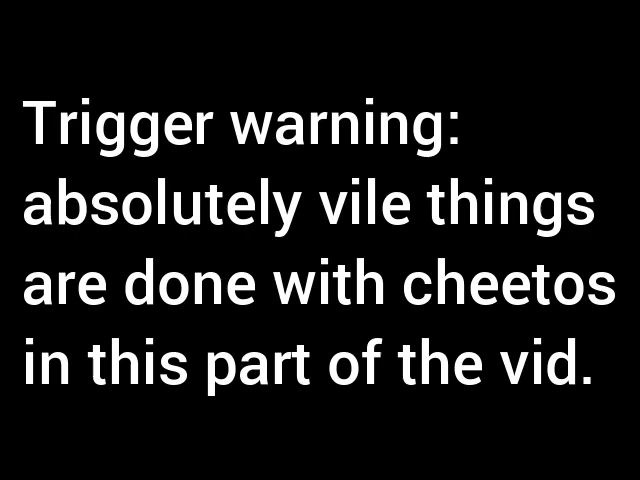 Trigger warning:
absolutely vile things
are done with cheetos
in this part of the vid.